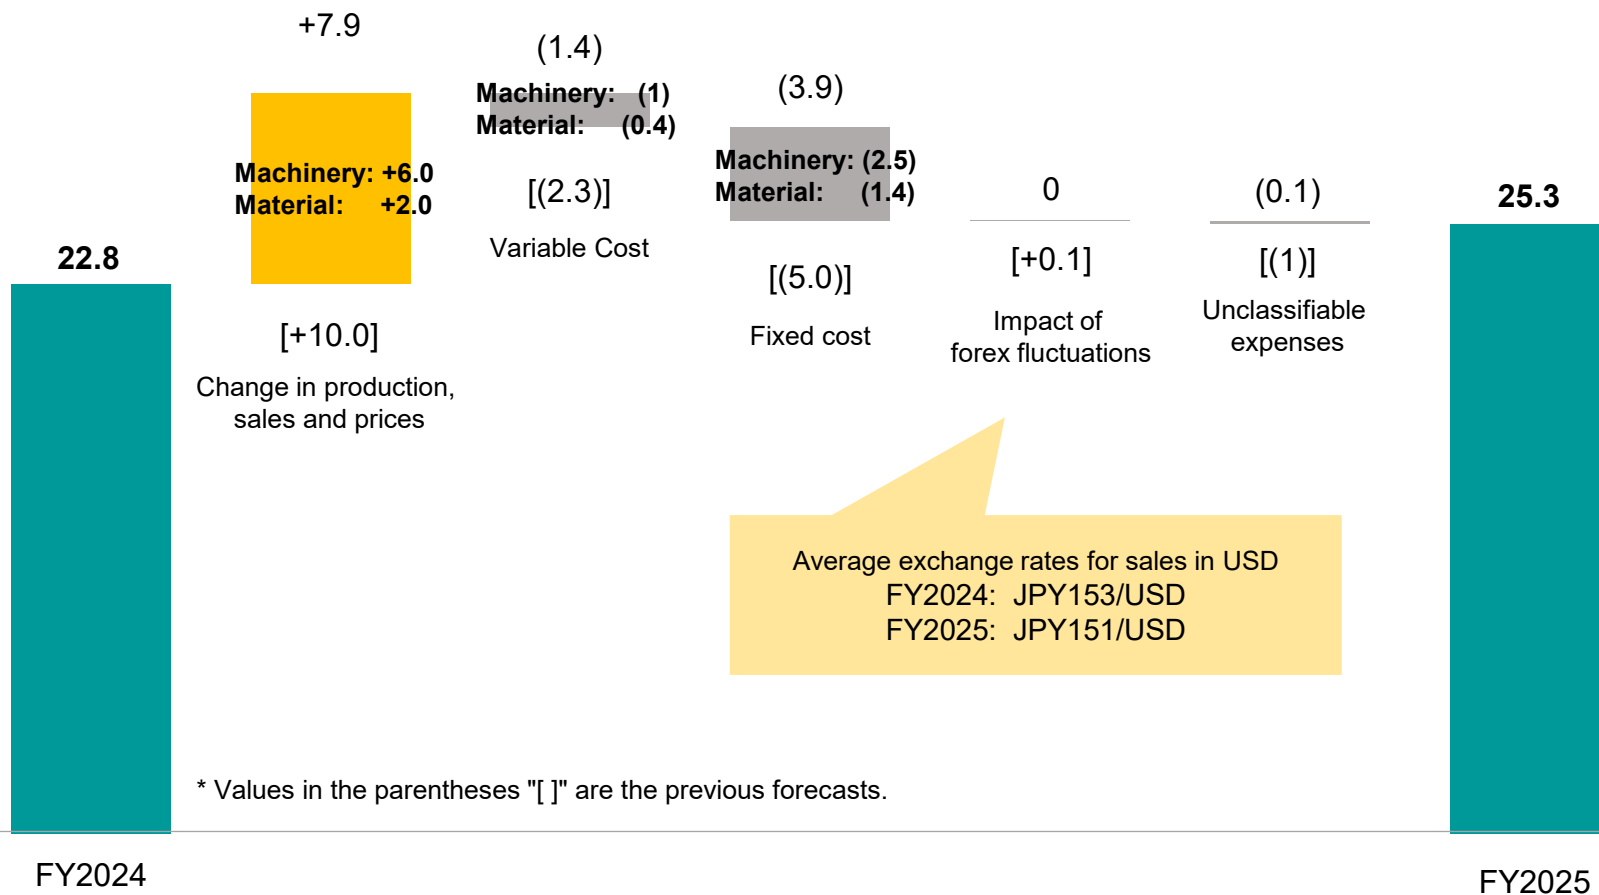 22.8
FY2024
+7.9
Machinery: +6.0
Material: +2.0
[+10.0]
Change in production,
sales and prices
(1.4)
Machinery: (1)
Material: (0.4)
[(2.3)]
Variable Cost
(3.9)
Machinery: (2.5)
Material: (1.4)
[(5.0)]
Fixed cost
0
[+0.1]
Impact of
forex fluctuations
(0.1)
[(1)]
Unclassifiable
expenses
25.3
FY2025
Average exchange rates for sales in USD
FY2024: JPY153/USD
FY2025: JPY151/USD
* Values in the parentheses "[ ]" are the previous forecasts.